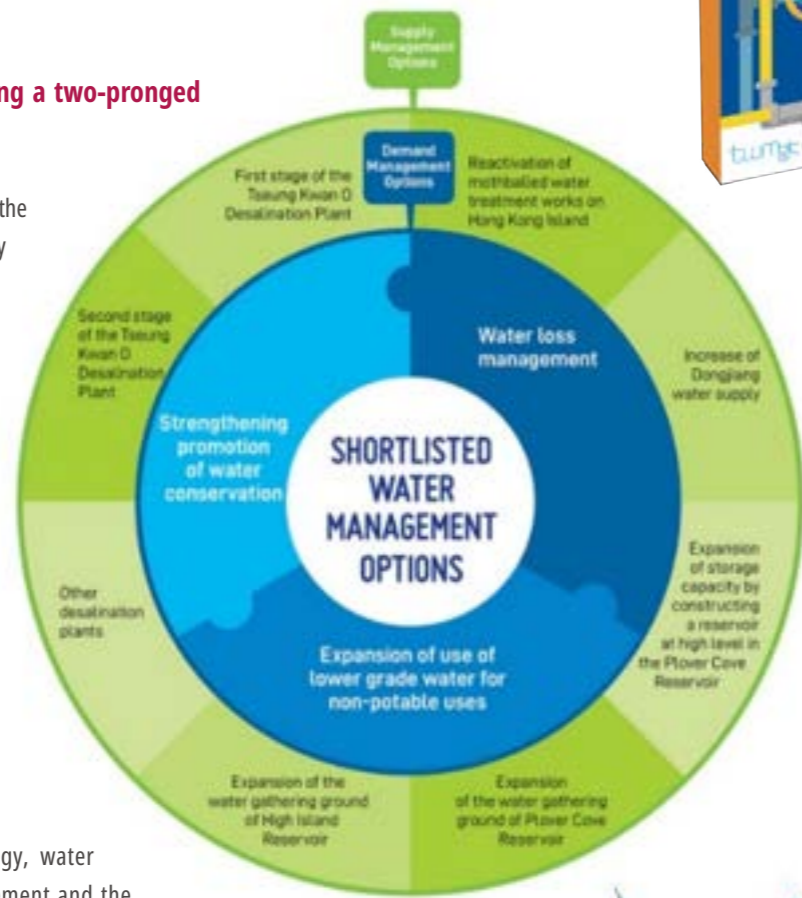 ng a two-pronged
the
y
gy, water
ement and the
Supply
Management
Options
Demand
Management
Options
First stage of the
Tseung Kwan O
Desalination Plant
Reactivation of
mothballed water
treatment works on
Hong Kong Island
Second stage
of the Tseung
Kwan O
Desalination
Plant
Increase of
Dongjiang
water supply
Water loss
management
Strengthening
promotion
of water
conservation
SHORTLISTED
WATER
MANAGEMENT
OPTIONS
Expansion
of storage
capacity by
constructing
a reservoir
at high level in
the Plover Cove
Reservoir
Other
desalination
plants
Expansion of use of
lower grade water for
non-potable uses
Expansion of the
water gathering ground
of High Island
Reservoir
Expansion
of the water gathering
ground of Plover Cove
Reservoir